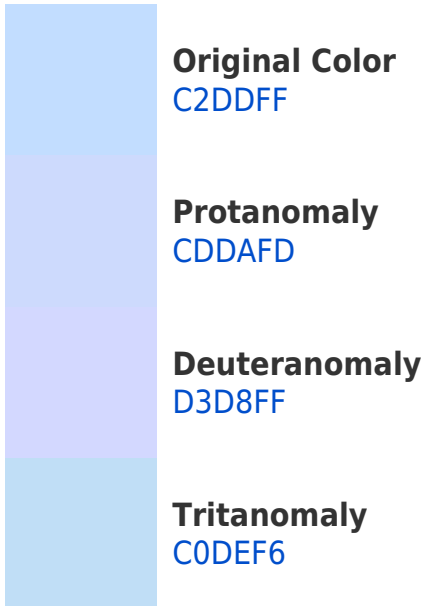 Original Color
C2DDFF
Protanomaly
CDDAFD
Deuteranomaly
D3D8FF
Tritanomaly
C0DEF6